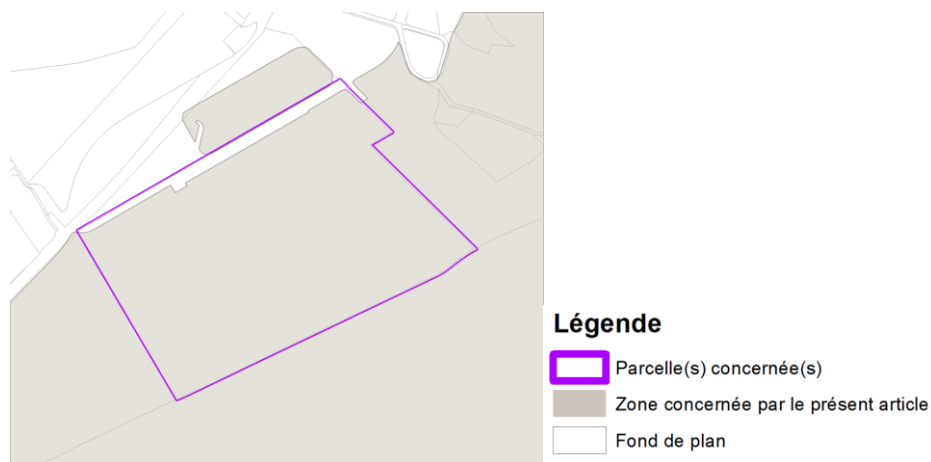 Légende
Parcelle(s) concernée(s)
Zone concernée par le présent article
Fond de plan